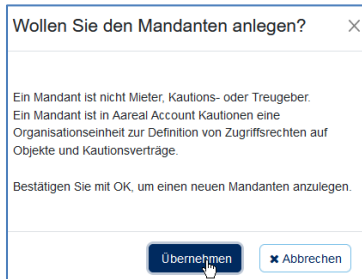 Wollen Sie den Mandanten anlegen?
Ein Mandant ist nicht Mieter, Kautions- oder Treugeber.
Ein Mandant ist in Aareal Account Kautionen eine
Organisationseinheit zur Definition von Zugriffsrechten auf
Objekte und Kautionsverträge.
Bestätigen Sie mit OK, um einen neuen Mandanten anzulegen.
Übernehmen
Abbrechen